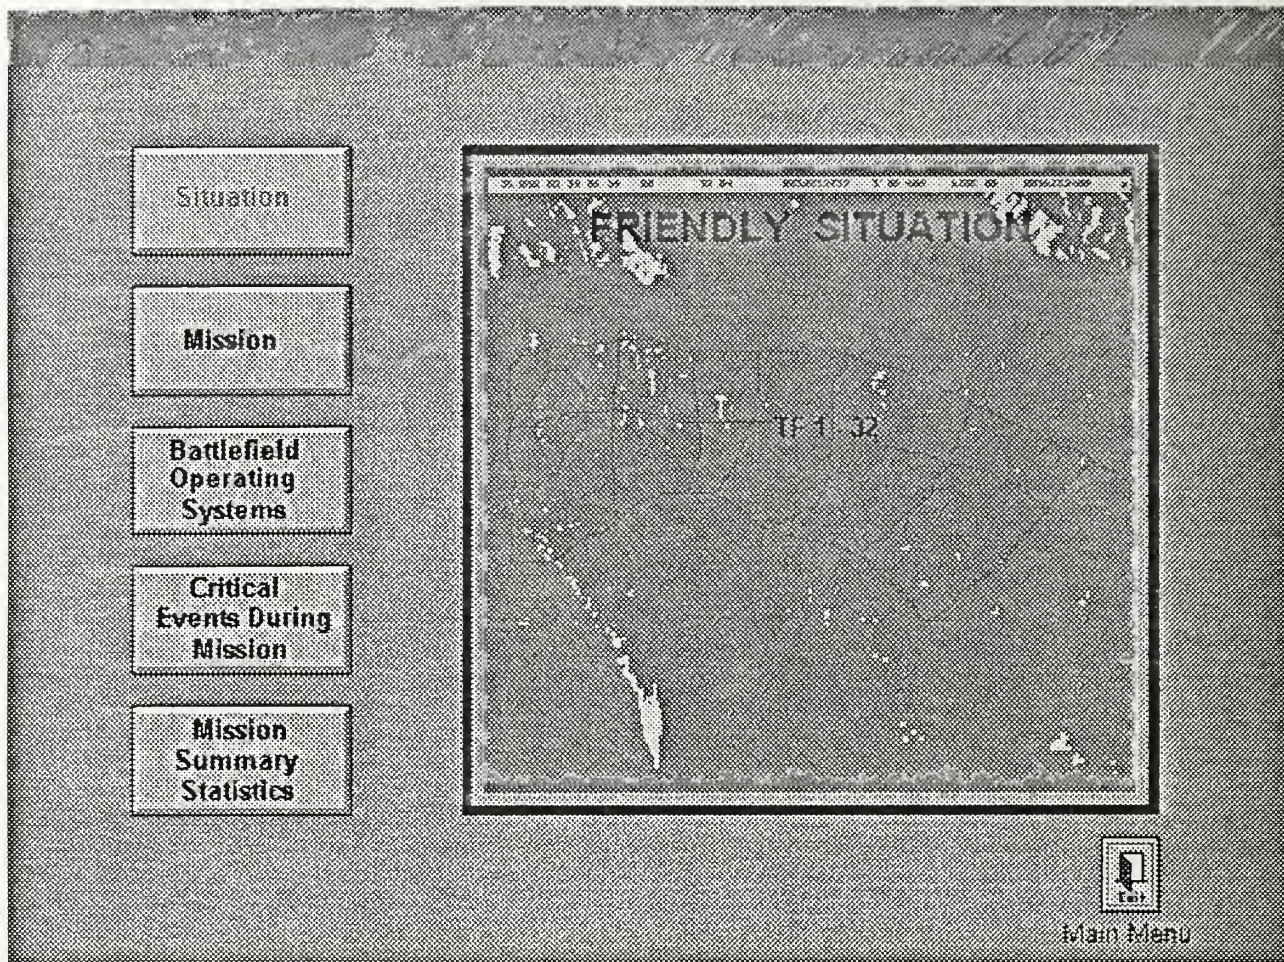 Situation
Mission
Battlefield
Operating
Systems
Critical
Events During
Mission
Mission
Summary
Statistics
FRIENDLY SITUATION
TF 1 32
Exit
Main Menu